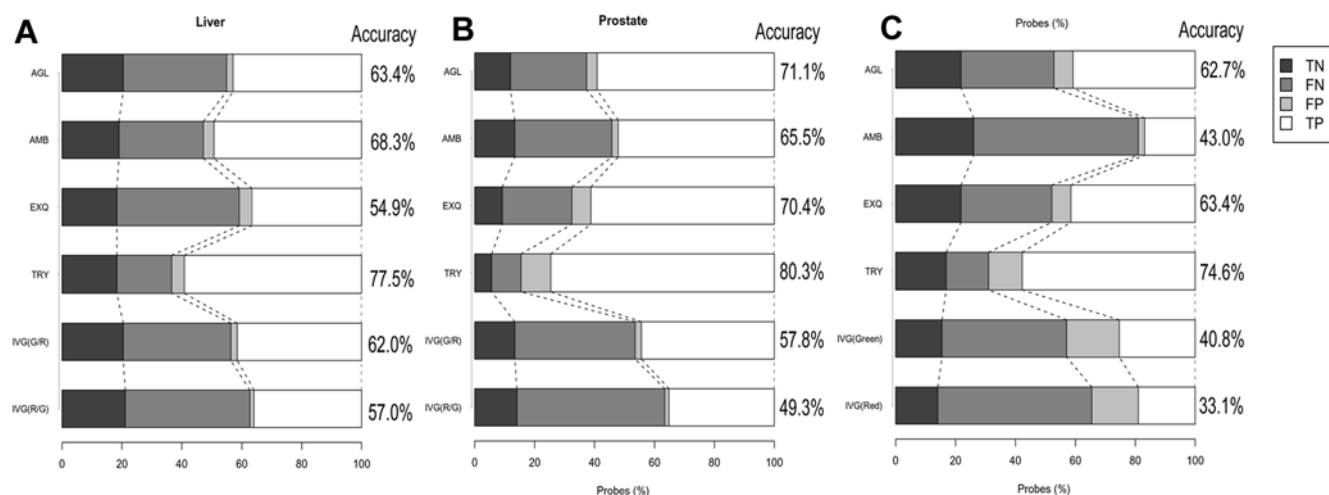 A
Liver
Accuracy
AGL
63.4%
AMB
68.3%
EXQ
54.9%
TRY
77.5%
IVG(G/R)
62.0%
IVG(R/G)
57.0%
0 20 40 60 80 100
B
Prostate
Accuracy
AGL
71.1%
AMB
65.5%
EXQ
70.4%
TRY
80.3%
IVG(G/R)
57.8%
IVG(R/G)
49.3%
0 20 40 60 80 100
Probes (%)
C
Probes (%)
Accuracy
AGL
62.7%
AMB
43.0%
EXQ
63.4%
TRY
74.6%
IVG(Green)
40.8%
IVG(Red)
33.1%
0 20 40 60 80 100
Probes (%)
TN
FN
FP
TP